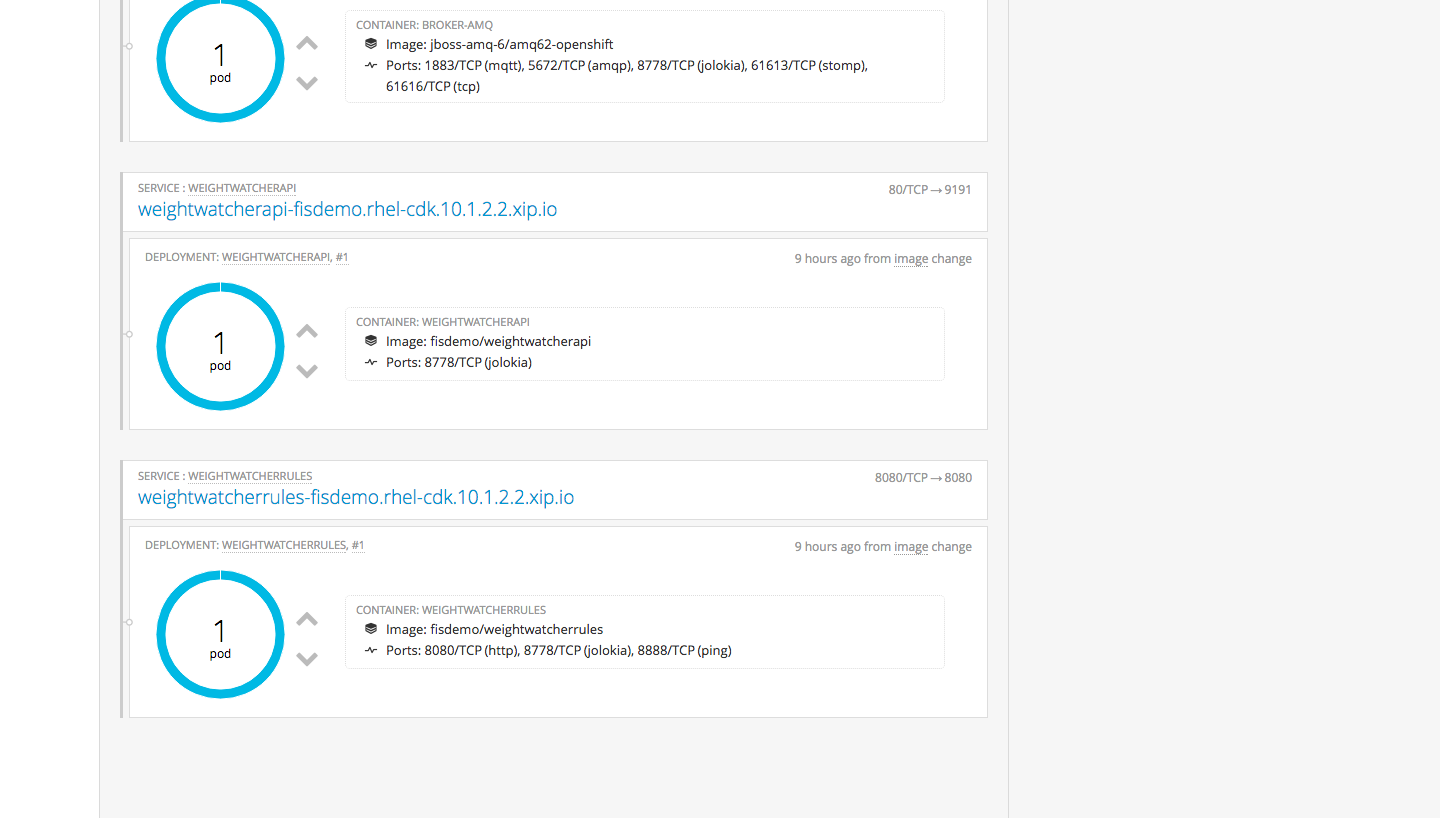 1
pod
CONTAINER: BROKER-AMQ
Image: jboss-amq-6/amq62-openshift
Ports: 1883/TCP (mqtt), 5672/TCP (amqp), 8778/TCP (jolokia), 61613/TCP (stomp),
61616/TCP (tcp)
SERVICE : WEIGHTWATCHERAPI
80/TCP → 9191
weightwatcherapi-fisdemo.rhel-cdk.10.1.2.2.xip.io
DEPLOYMENT: WEIGHTWATCHERAPI, #1
9 hours ago from image change
1
pod
CONTAINER: WEIGHTWATCHERAPI
Image: fisdemo/weightwatcherapi
Ports: 8778/TCP (jolokia)
SERVICE : WEIGHTWATCHERRULES
8080/TCP → 8080
weightwatcherrules-fisdemo.rhel-cdk.10.1.2.2.xip.io
DEPLOYMENT: WEIGHTWATCHERRULES, #1
9 hours ago from image change
1
pod
CONTAINER: WEIGHTWATCHERRULES
Image: fisdemo/weightwatcherrules
Ports: 8080/TCP (http), 8778/TCP (jolokia), 8888/TCP (ping)